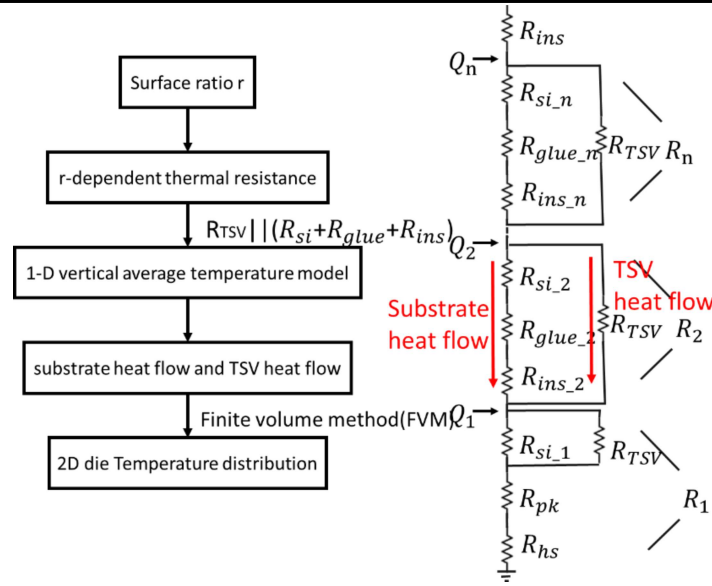 Surface ratio r
r-dependent thermal resistance
R_TSV||(R_si+R_glue+R_ins)
1-D vertical average temperature model
substrate heat flow and TSV heat flow
Finite volume method(FVM)
2D die Temperature distribution
R_ins
Q_n
R_si_n
R_glue_n
R_TSV
R_n
R_ins_n
Q_2
R_si_2
TSV
heat flow
Substrate
heat flow
R_glue_2
R_TSV
R_2
R_ins_2
Q_1
R_si_1
R_TSV
R_pk
R_1
R_hs